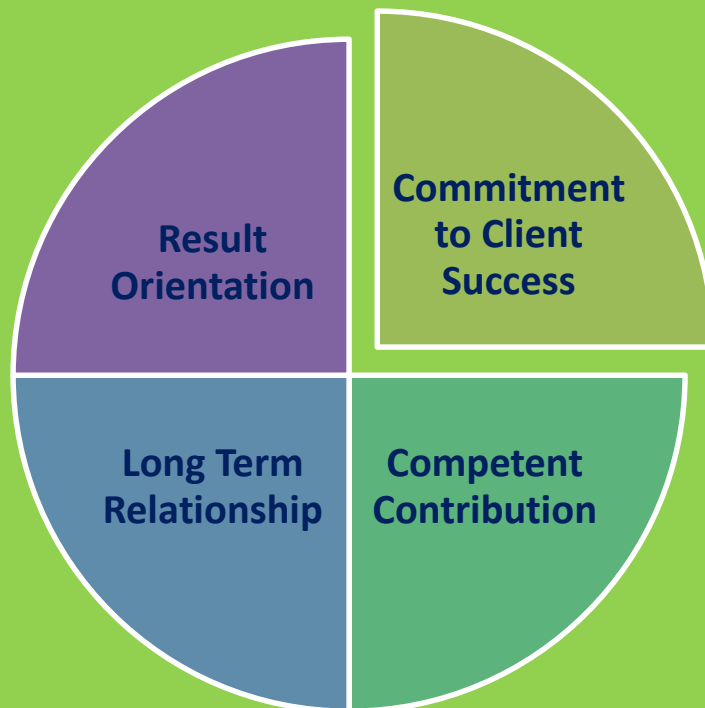 Result
Orientation
Commitment
to Client
Success
Long Term
Relationship
Competent
Contribution